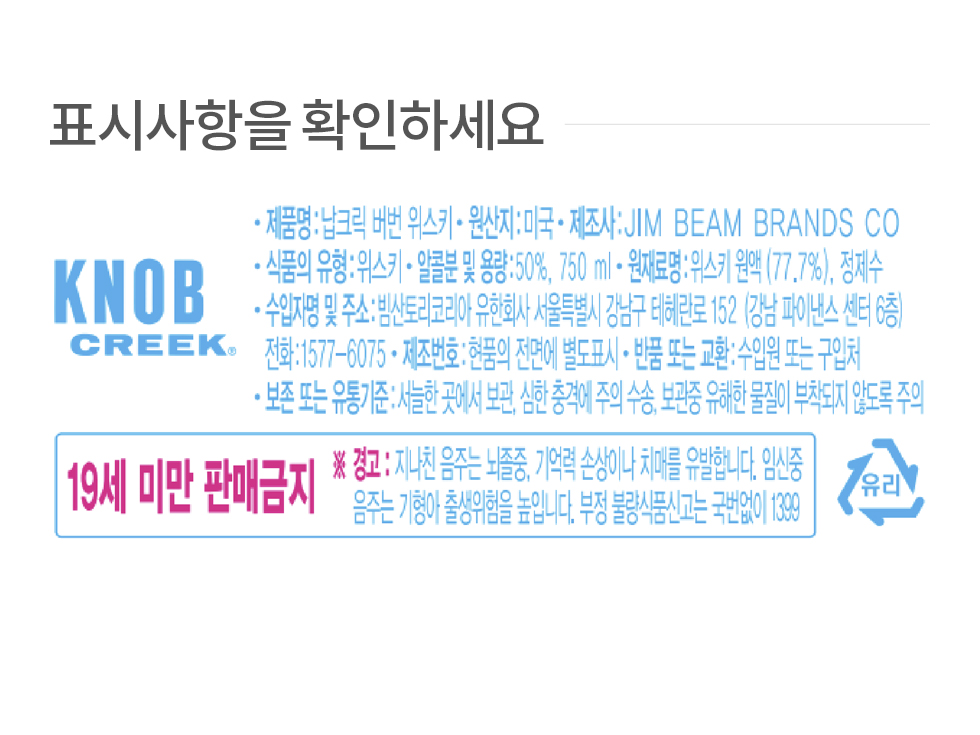 표시사항을 확인하세요
KNOB
CREEK®
• 제품명:납크릭 버번 위스키 • 원산지:미국 • 제조사:JIM BEAM BRANDS CO
• 식품의 유형:위스키 • 알콜분 및 용량:50%, 750 ml • 원재료명:위스키 원액 (77.7%), 정제수
• 수입자명 및 주소:빔산토리코리아 유한회사 서울특별시 강남구 테헤란로 152 (강남 파이낸스 센터 6층)
전화:1577-6075 • 제조번호:현품의 전면에 별도표시 • 반품 또는 교환:수입원 또는 구입처
• 보존 또는 유통기준:서늘한 곳에서 보관, 심한 충격에 주의 수송, 보관중 유해한 물질이 부착되지 않도록 주의
19세 미만 판매금지
※ 경고: 지나친 음주는 뇌졸중, 기억력 손상이나 치매를 유발합니다. 임신중
음주는 기형아 출생위험을 높입니다. 부정 불량식품신고는 국번없이 1399
유리